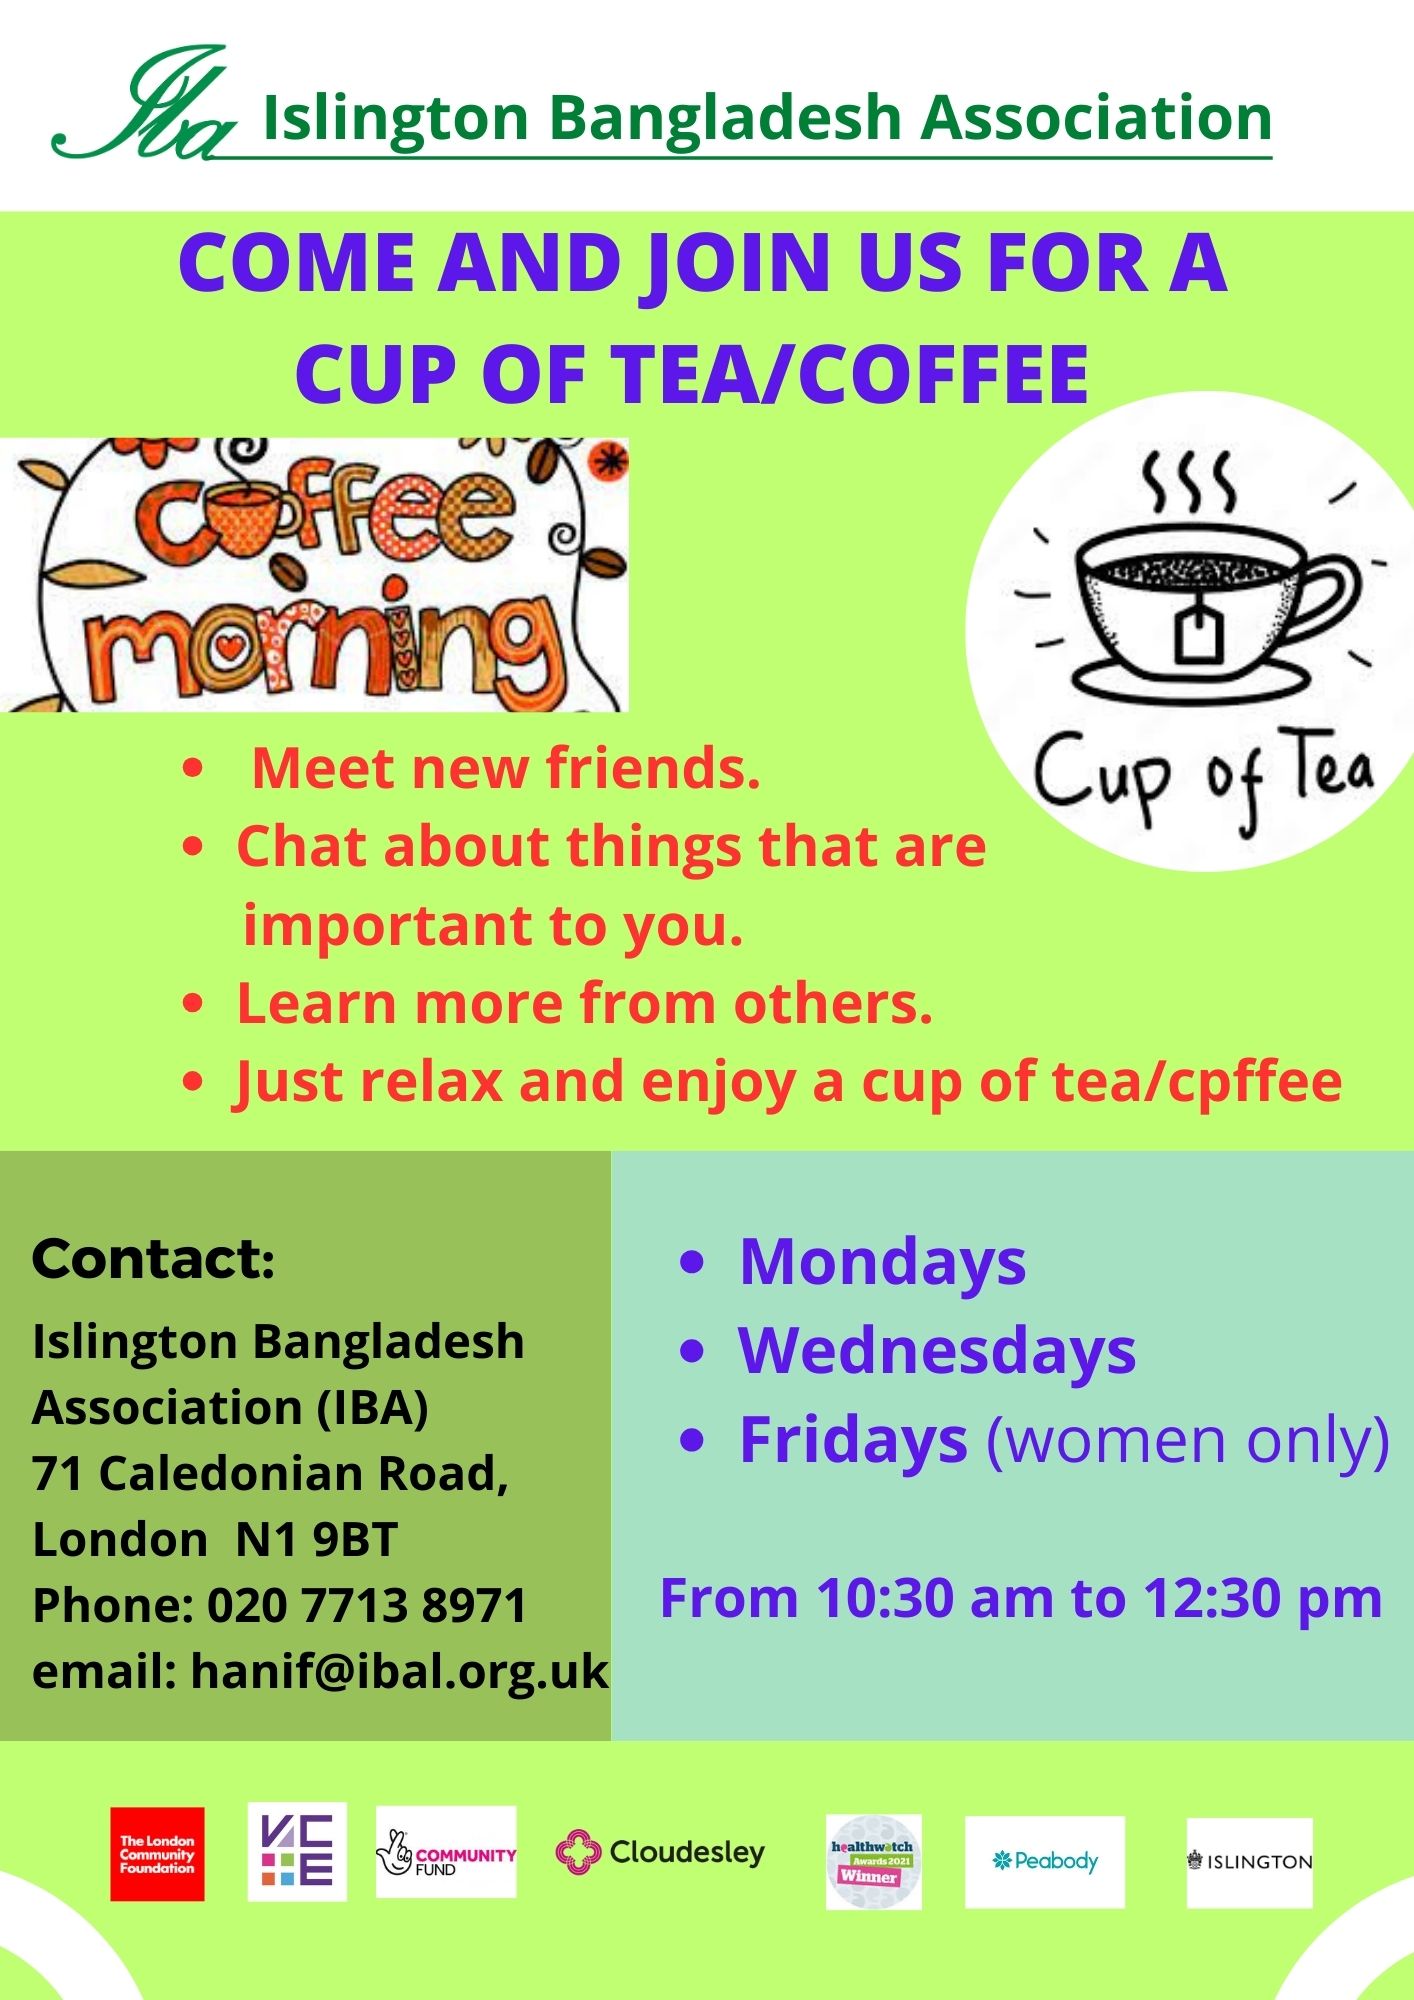 Iba Islington Bangladesh Association
COME AND JOIN US FOR A
CUP OF TEA/COFFEE
coffee
morning
Cup of Tea
• Meet new friends.
• Chat about things that are
important to you.
• Learn more from others.
• Just relax and enjoy a cup of tea/cpffee
Contact:
Islington Bangladesh
Association (IBA)
71 Caledonian Road,
London N1 9BT
Phone: 020 7713 8971
email: hanif@ibal.org.uk
• Mondays
• Wednesdays
• Fridays (women only)
From 10:30 am to 12:30 pm
The London
Community
Foundation
VC
SE
COMMUNITY
FUND
Cloudesley
healthwatch
Awards 2021
Winner
Peabody
ISLINGTON